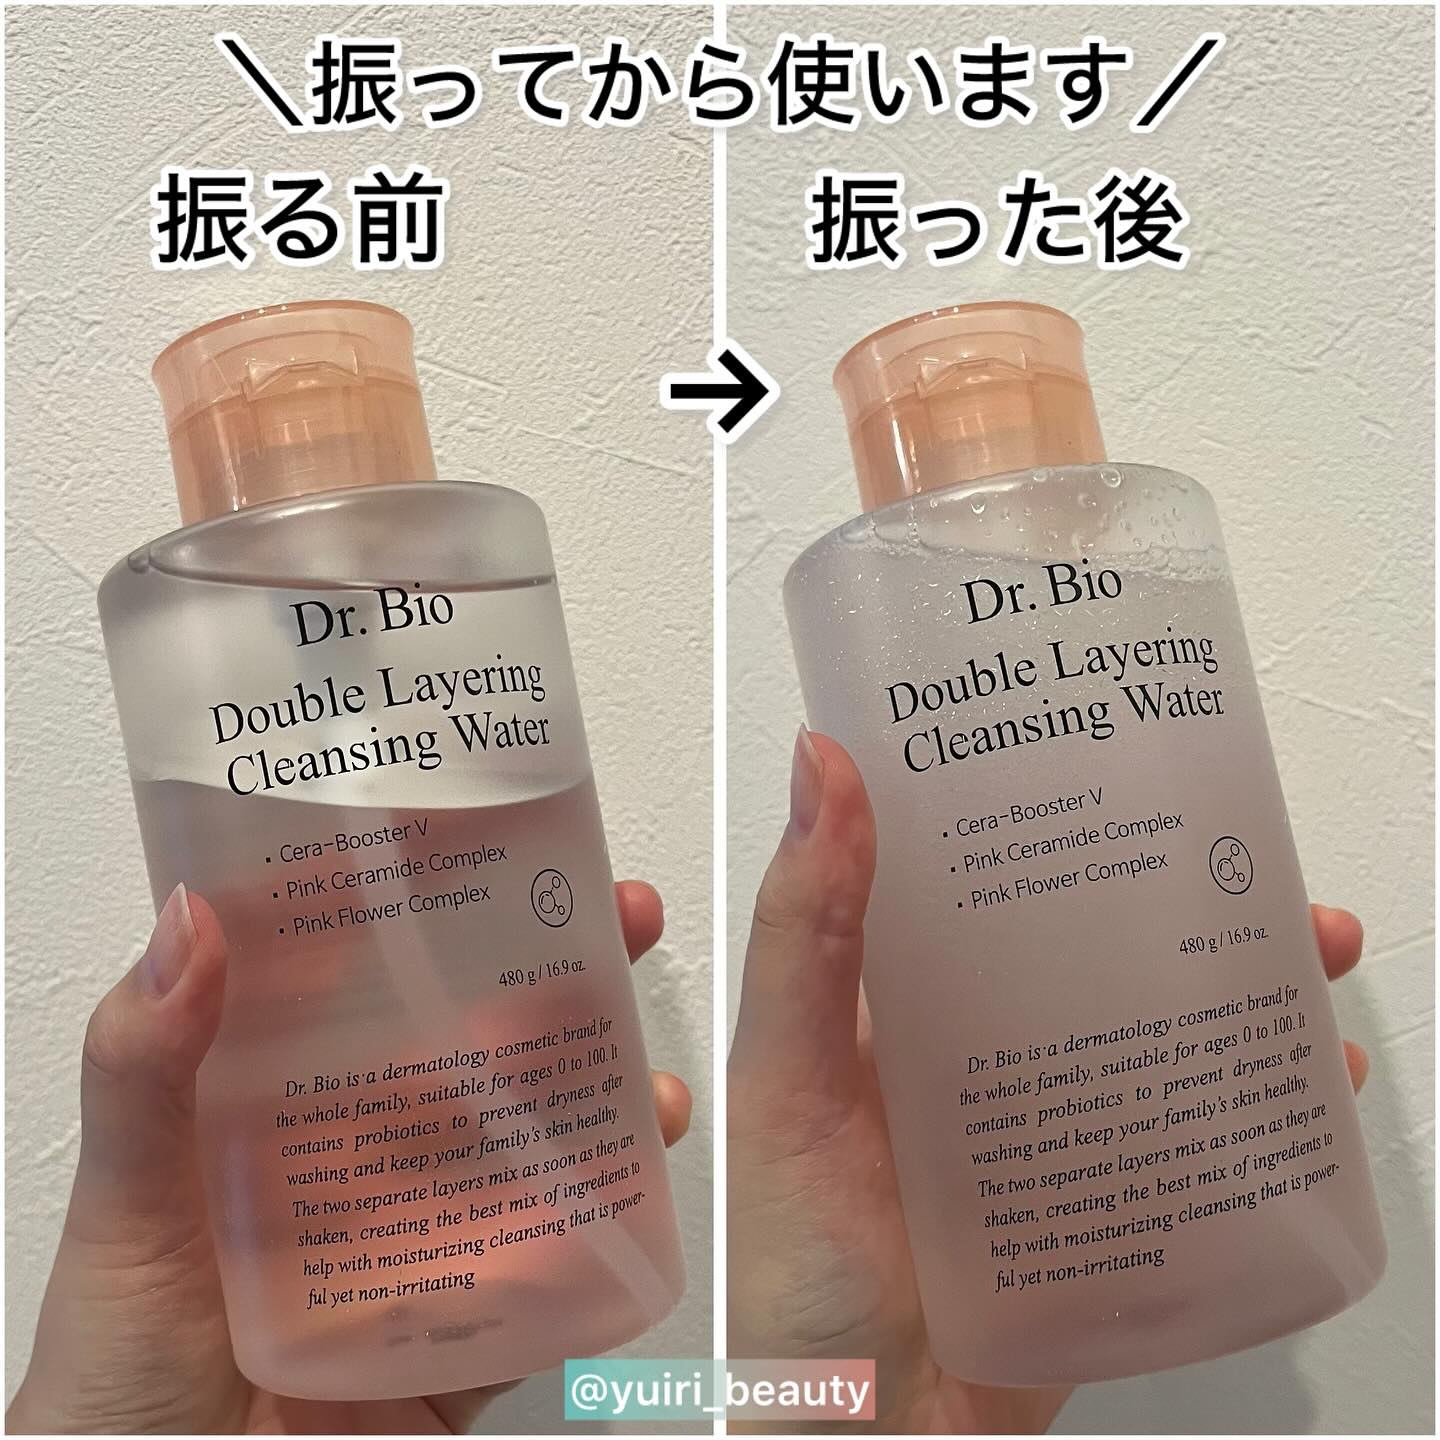 ＼振ってから使います／
振る前
振った後
→
Dr. Bio
Double Layering
Cleansing Water
• Cera-Booster V
• Pink Ceramide Complex
• Pink Flower Complex
480 g / 16.9 oz.
Dr. Bio is a dermatology cosmetic brand for
the whole family, suitable for ages 0 to 100. It
contains probiotics to prevent dryness after
washing and keep your family's skin healthy.
The two separate layers mix as soon as they are
shaken, creating the best mix of ingredients to
help with moisturizing cleansing that is power-
ful yet non-irritating
Dr. Bio
Double Layering
Cleansing Water
• Cera-Booster V
• Pink Ceramide Complex
• Pink Flower Complex
480 g / 16.9 oz.
Dr. Bio is a dermatology cosmetic brand for
the whole family, suitable for ages 0 to 100. It
contains probiotics to prevent dryness after
washing and keep your family's skin healthy.
The two separate layers mix as soon as they are
shaken, creating the best mix of ingredients to
help with moisturizing cleansing that is power-
ful yet non-irritating
@yuiri_beauty